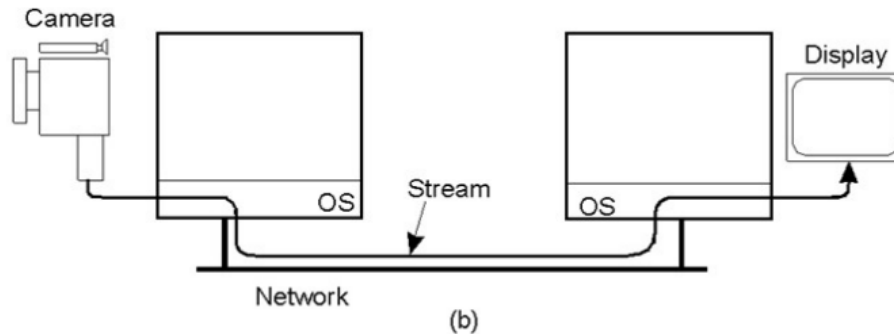 Camera
Display
OS
Stream
OS
Network
(b)